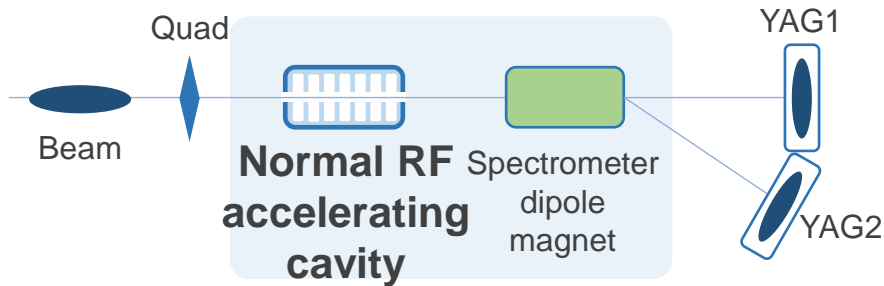 Quad
YAG1
Beam
Normal RF
accelerating
cavity
Spectrometer
dipole
magnet
YAG2